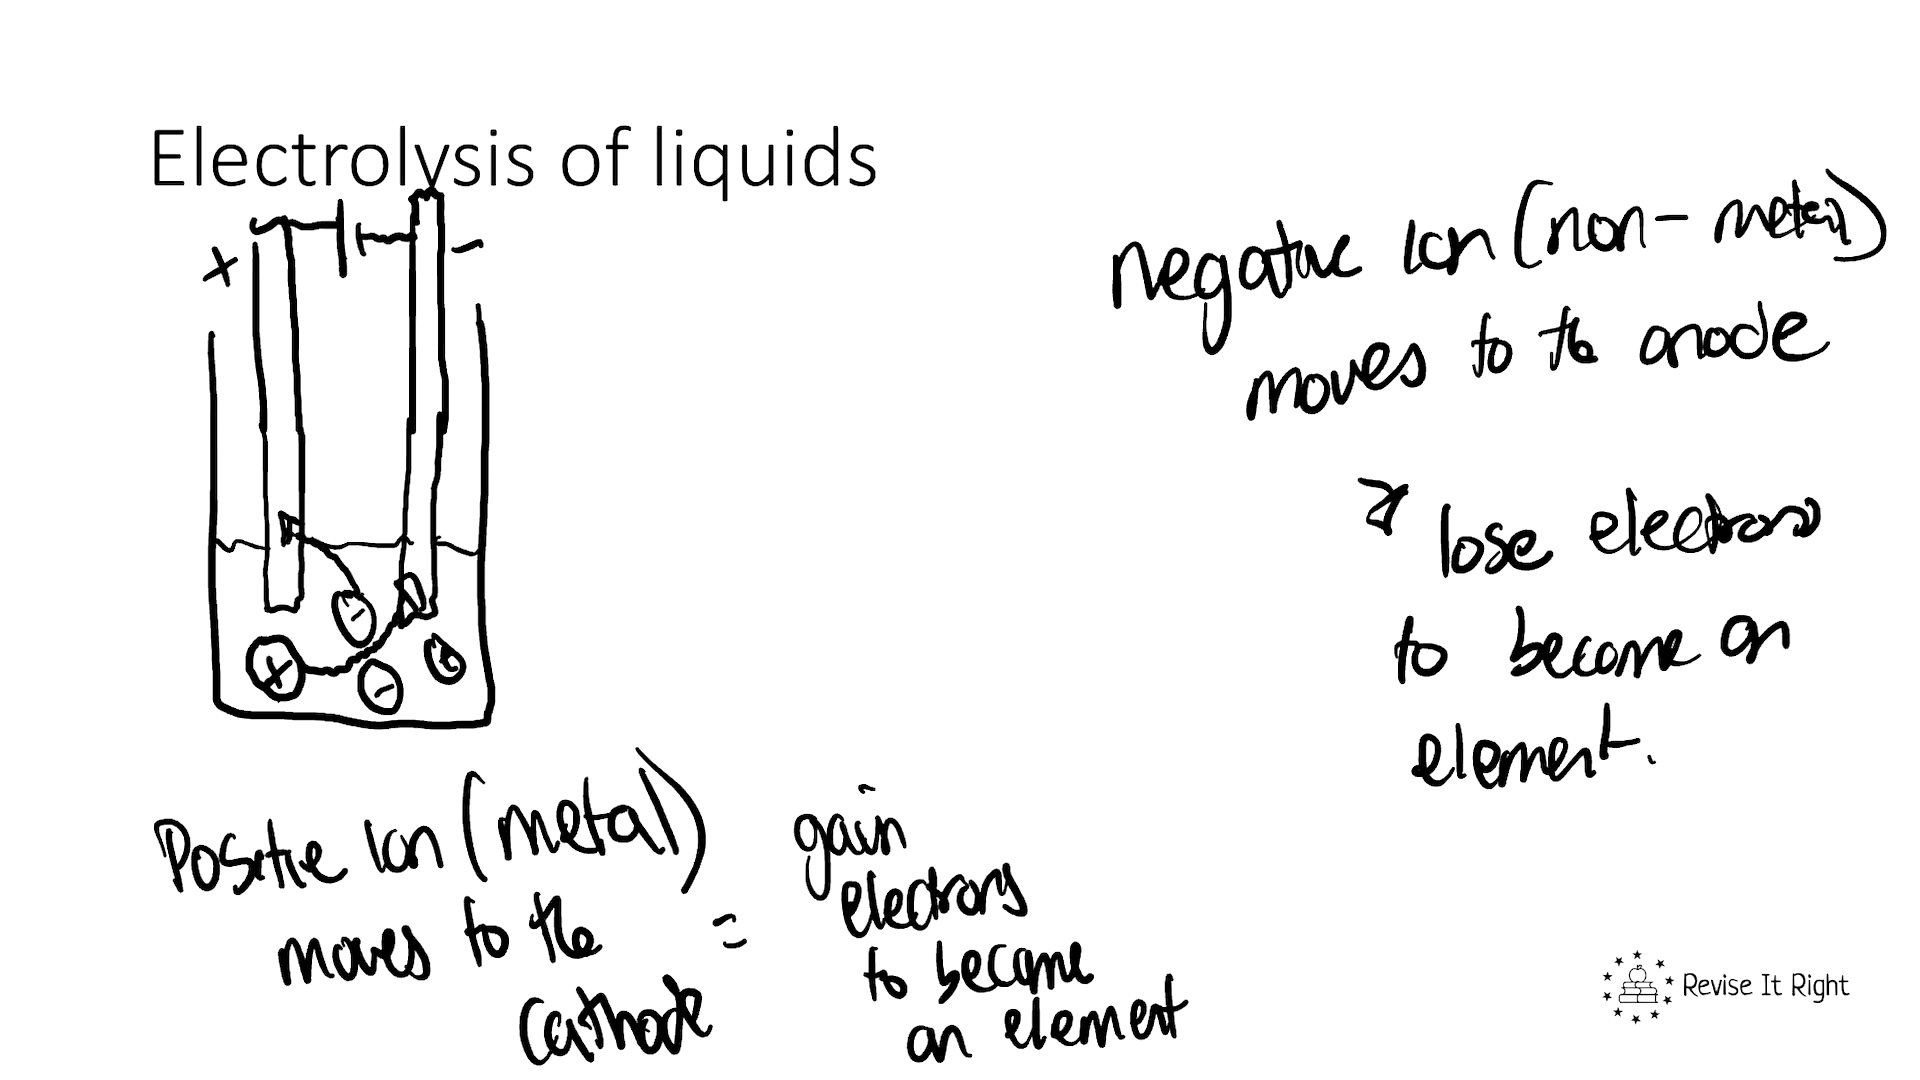 Electrolysis of liquids
+
-
-
+
-
+
negative ion (non-metal)
moves to the anode
lose electrons
to become an
element.
Positive ion (metal)
moves to the
cathode
=
gain
electrons
to become
an element
Revise It Right